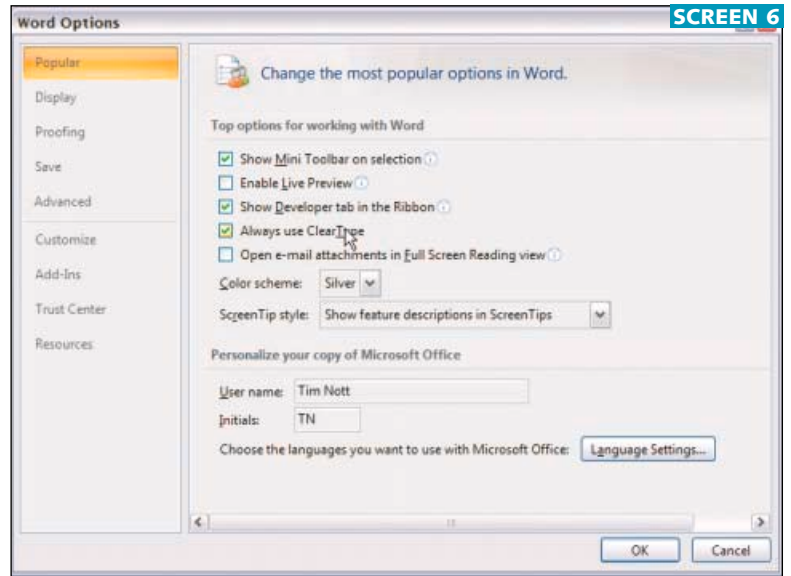 SCREEN 6
Word Options
Popular
Display
Proofing
Save
Advanced
Customize
Add-Ins
Trust Center
Resources
Change the most popular options in Word.
Top options for working with Word
Show Mini Toolbar on selection
Enable Live Preview
Show Developer tab in the Ribbon
Always use ClearType
Open e-mail attachments in Full Screen Reading view
Color scheme: Silver
ScreenTip style: Show feature descriptions in ScreenTips
Personalize your copy of Microsoft Office
User name: Tim Nott
Initials: TN
Choose the languages you want to use with Microsoft Office: Language Settings...
OK Cancel